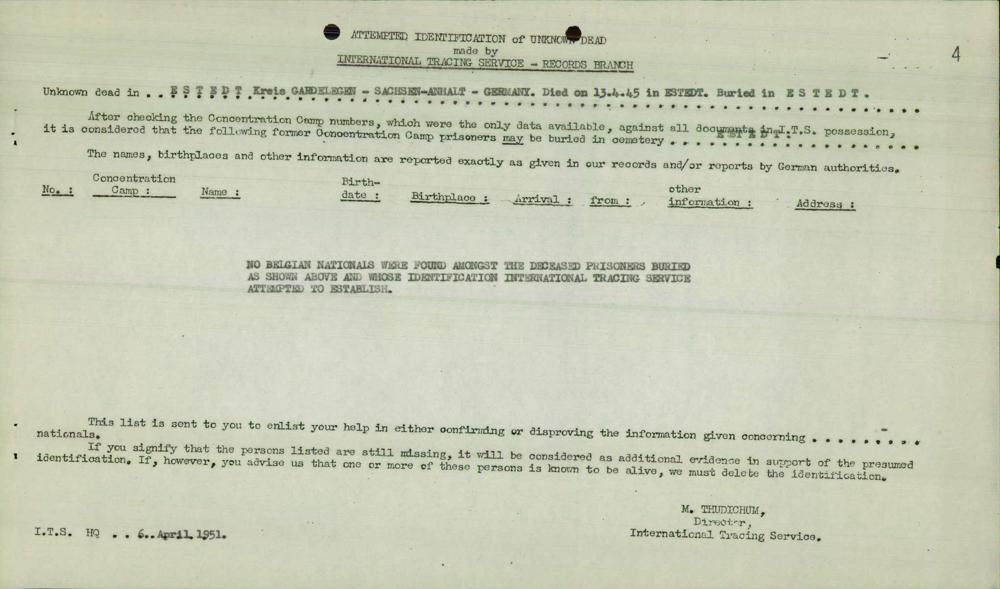 4
ATTEMPTED IDENTIFICATION of UNKNOWN DEAD
made by
INTERNATIONAL TRACING SERVICE - RECORDS BRANCH
Unknown dead in . . E S T E D T Kreis GARDELEGEN - SACHSEN-ANHALT - GERMANY. Died on 13.4.45 in ESTEDT. Buried in E S T E D T .
After checking the Concentration Camp numbers, which were the only data available, against all documents in I.T.S. possession,
it is considered that the following former Concentration Camp prisoners may be buried in cemetery . . . ESTEDT. . . . . . . . . .
The names, birthplaces and other information are reported exactly as given in our records and/or reports by German authorities.
No. : Concentration Camp : Name : Birth-date : Birthplace : Arrival : from : other information : Address :
NO BELGIAN NATIONALS WERE FOUND AMONGST THE DECEASED PRISONERS BURIED
AS SHOWN ABOVE AND WHOSE IDENTIFICATION INTERNATIONAL TRACING SERVICE
ATTEMPTED TO ESTABLISH.
This list is sent to you to enlist your help in either confirming or disproving the information given concerning . . . . . . . .
nationals.
If you signify that the persons listed are still missing, it will be considered as additional evidence in support of the presumed
identification. If, however, you advise us that one or more of these persons is known to be alive, we must delete the identification.
M. THUDICHUM,
Director,
International Tracing Service.
I.T.S. HQ . . 6. April 1951.